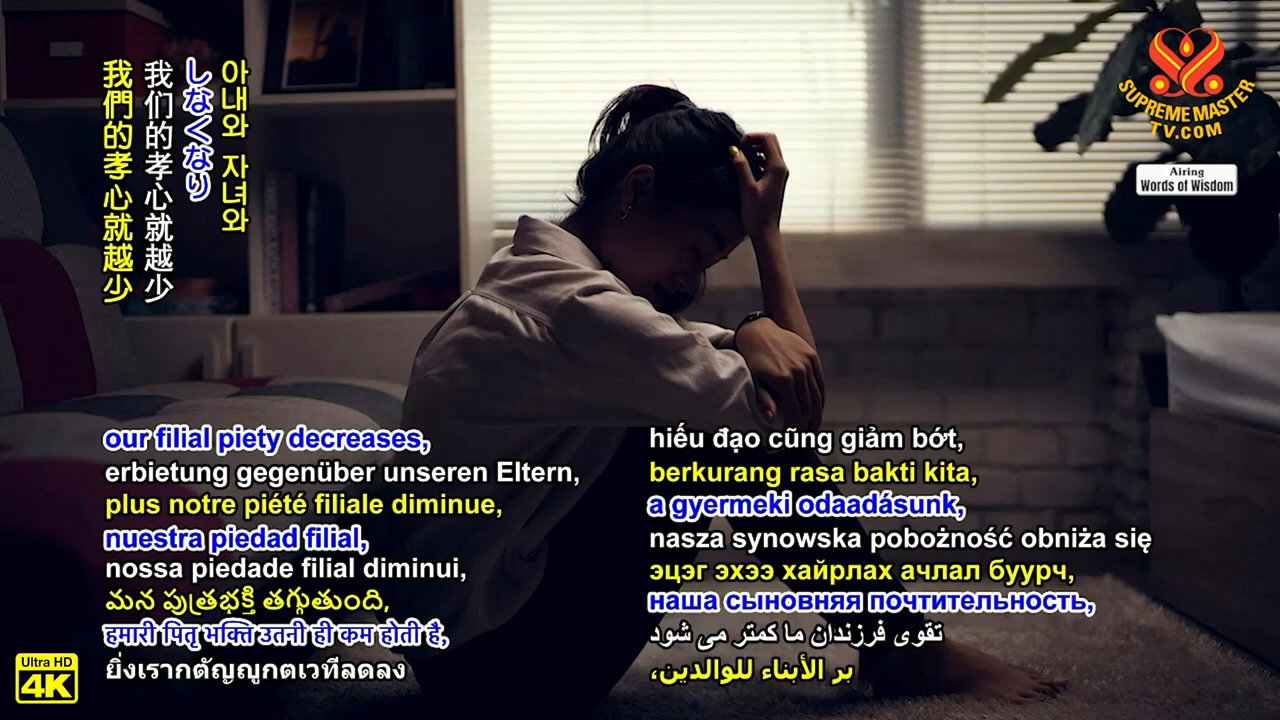 我們的孝心就越少
我们的孝心就越少
しなくなり
아내와 자녀와
SUPREME MASTER
TV.COM
Airing
Words of Wisdom
our filial piety decreases,
erbietung gegenüber unseren Eltern,
plus notre piété filiale diminue,
nuestra piedad filial,
nossa piedade filial diminui,
మన పుత్రభక్తి తగ్గుతుంది,
हमारी पितृ भक्ति उतनी ही कम होती है,
ยิ่งเรากตัญญูกตเวทีลดลง
hiếu đạo cũng giảm bớt,
berkurang rasa bakti kita,
a gyermeki odaadásunk,
nasza synowska pobożność obniża się
эцэг эхээ хайрлах ачлал буурч,
наша сыновняя почтительность,
تقوی فرزندان ما کمتر می شود
بر الأبناء للوالدين،
Ultra HD
4K